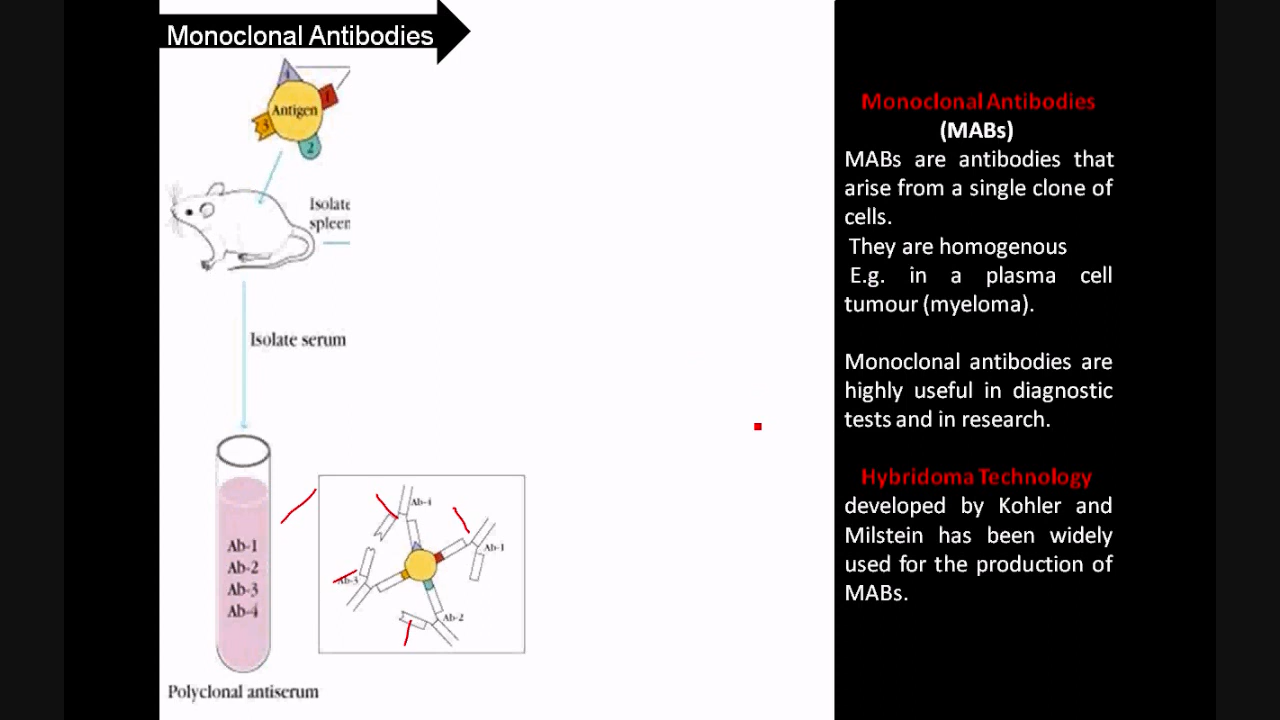 Monoclonal Antibodies
4
1
Antigen
3
2
Isolate
spleen
Isolate serum
Ab-1
Ab-2
Ab-3
Ab-4
Polyclonal antiserum
Ab-4
Ab-1
Ab-3
Ab-2
Monoclonal Antibodies
(MABs)
MABs are antibodies that
arise from a single clone of
cells.
They are homogenous
E.g. in a plasma cell
tumour (myeloma).
Monoclonal antibodies are
highly useful in diagnostic
tests and in research.
Hybridoma Technology
developed by Kohler and
Milstein has been widely
used for the production of
MABs.